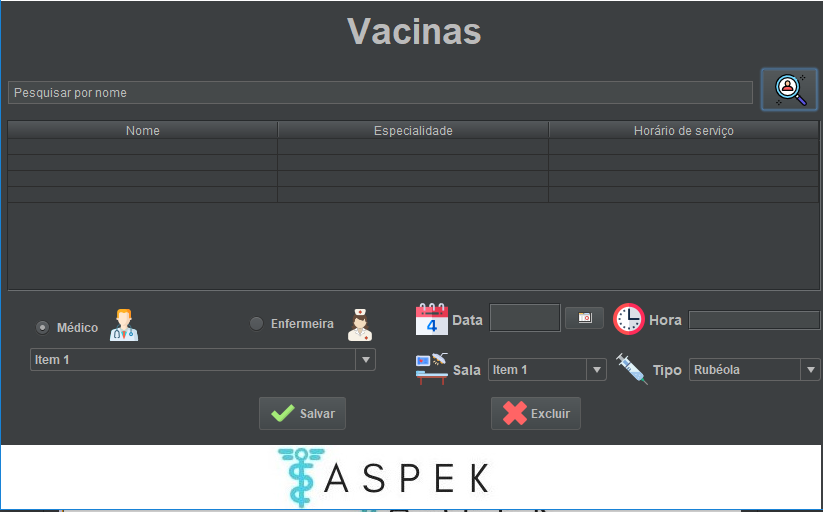 Vacinas
Pesquisar por nome
Nome Especialidade Horário de serviço
Médico Enfermeira 4 Data Hora
Item 1 Sala Item 1 Tipo Rubéola
Salvar Excluir
ASPEK